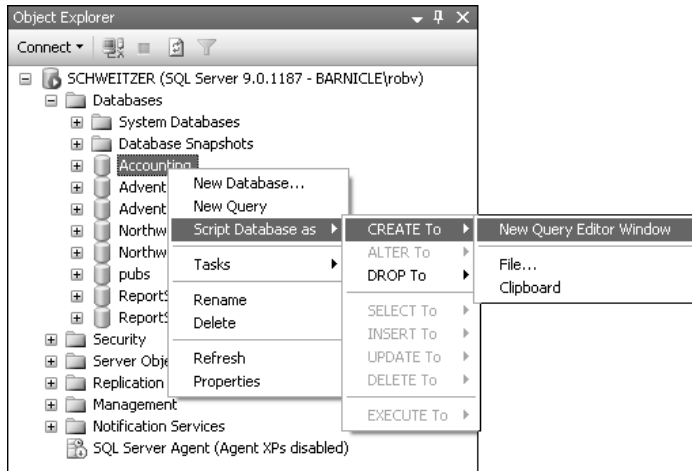 Object Explorer
Connect
SCHWEITZER (SQL Server 9.0.1187 - BARNICLE\robv)
Databases
System Databases
Database Snapshots
Accounting
Advent
Advent
Northw
Northw
pubs
ReportS
ReportS
Security
Server Obje
Replication
Management
Notification Services
SQL Server Agent (Agent XPs disabled)
New Database...
New Query
Script Database as
Tasks
Rename
Delete
Refresh
Properties
CREATE To
ALTER To
DROP To
SELECT To
INSERT To
UPDATE To
DELETE To
EXECUTE To
New Query Editor Window
File...
Clipboard